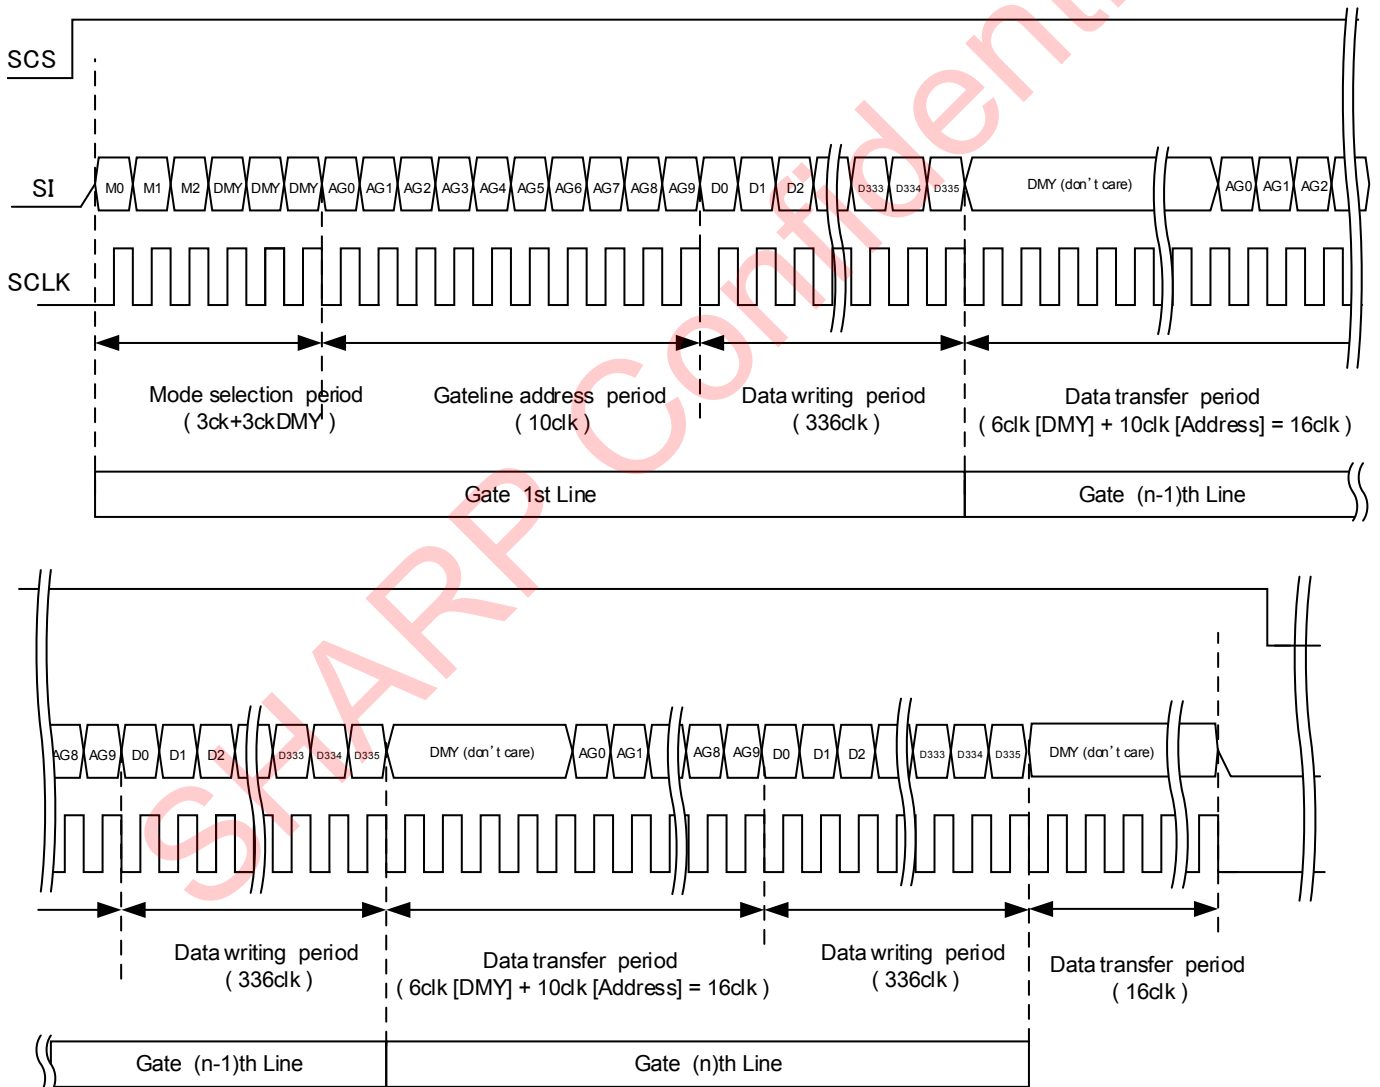 SCS
SI
M0 M1 M2 DMY DMY DMY AG0 AG1 AG2 AG3 AG4 AG5 AG6 AG7 AG8 AG9 D0 D1 D2 D333 D334 D335 DMY (don't care) AG0 AG1 AG2
SCLK
Mode selection period Gateline address period Data writing period Data transfer period
( 3ck+3ckDMY ) ( 10clk ) ( 336clk ) ( 6clk [DMY] + 10clk [Address] = 16clk )
Gate 1st Line Gate (n-1)th Line
AG8 AG9 D0 D1 D2 D333 D334 D335 DMY (don't care) AG0 AG1 AG8 AG9 D0 D1 D2 D333 D334 D335 DMY (don't care)
Data writing period Data transfer period Data writing period Data transfer period
( 336clk ) ( 6clk [DMY] + 10clk [Address] = 16clk ) ( 336clk ) ( 16clk )
Gate (n-1)th Line Gate (n)th Line
SHARP Confidenti